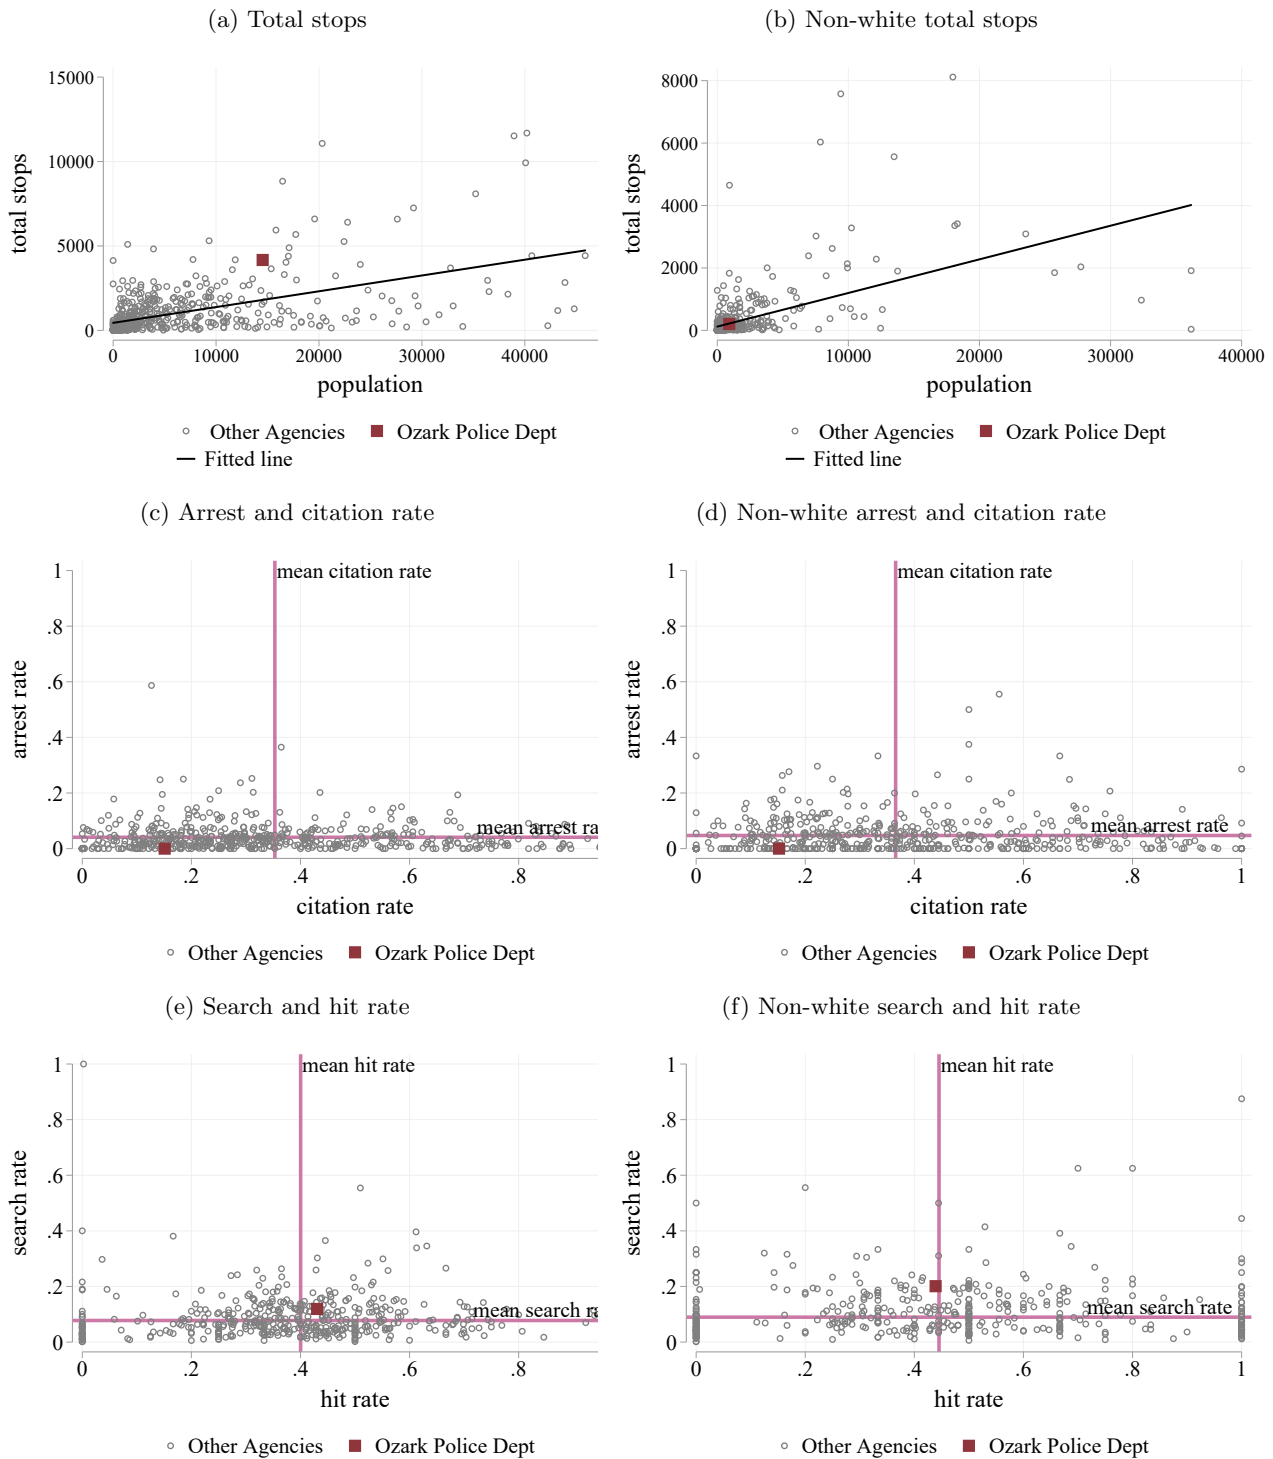 (a) Total stops
(b) Non-white total stops
15000
10000
5000
0
total stops
0 10000 20000 30000 40000
population
Other Agencies Ozark Police Dept
Fitted line
8000
6000
4000
2000
0
total stops
0 10000 20000 30000 40000
population
Other Agencies Ozark Police Dept
Fitted line
(c) Arrest and citation rate
(d) Non-white arrest and citation rate
mean citation rate
1
.8
.6
.4
.2
0
arrest rate
mean arrest ra
0 .2 .4 .6 .8
citation rate
Other Agencies Ozark Police Dept
mean citation rate
1
.8
.6
.4
.2
0
arrest rate
mean arrest rate
0 .2 .4 .6 .8 1
citation rate
Other Agencies Ozark Police Dept
(e) Search and hit rate
(f) Non-white search and hit rate
mean hit rate
1
.8
.6
.4
.2
0
search rate
mean search ra
0 .2 .4 .6 .8
hit rate
Other Agencies Ozark Police Dept
mean hit rate
1
.8
.6
.4
.2
0
search rate
mean search rate
0 .2 .4 .6 .8 1
hit rate
Other Agencies Ozark Police Dept